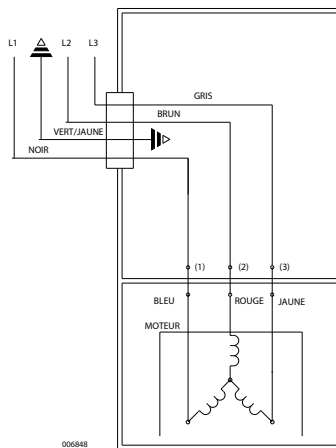 L1 L2 L3
GRIS
BRUN
VERT/JAUNE
NOIR
(1) (2) (3)
BLEU ROUGE JAUNE
MOTEUR
006848